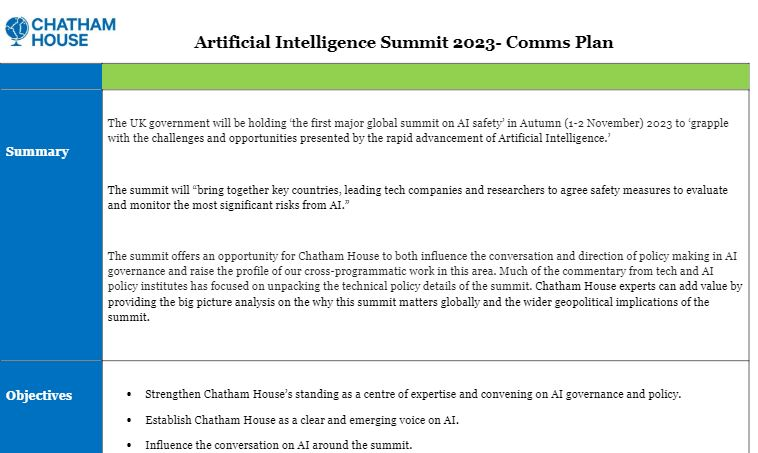 CHATHAM
HOUSE
Artificial Intelligence Summit 2023- Comms Plan
Summary
The UK government will be holding ‘the first major global summit on AI safety’ in Autumn (1-2 November) 2023 to ‘grapple
with the challenges and opportunities presented by the rapid advancement of Artificial Intelligence.’
The summit will “bring together key countries, leading tech companies and researchers to agree safety measures to evaluate
and monitor the most significant risks from AI.”
The summit offers an opportunity for Chatham House to both influence the conversation and direction of policy making in AI
governance and raise the profile of our cross-programmatic work in this area. Much of the commentary from tech and AI
policy institutes has focused on unpacking the technical policy details of the summit. Chatham House experts can add value by
providing the big picture analysis on the why this summit matters globally and the wider geopolitical implications of the
summit.
Objectives
• Strengthen Chatham House’s standing as a centre of expertise and convening on AI governance and policy.
• Establish Chatham House as a clear and emerging voice on AI.
• Influence the conversation on AI around the summit.